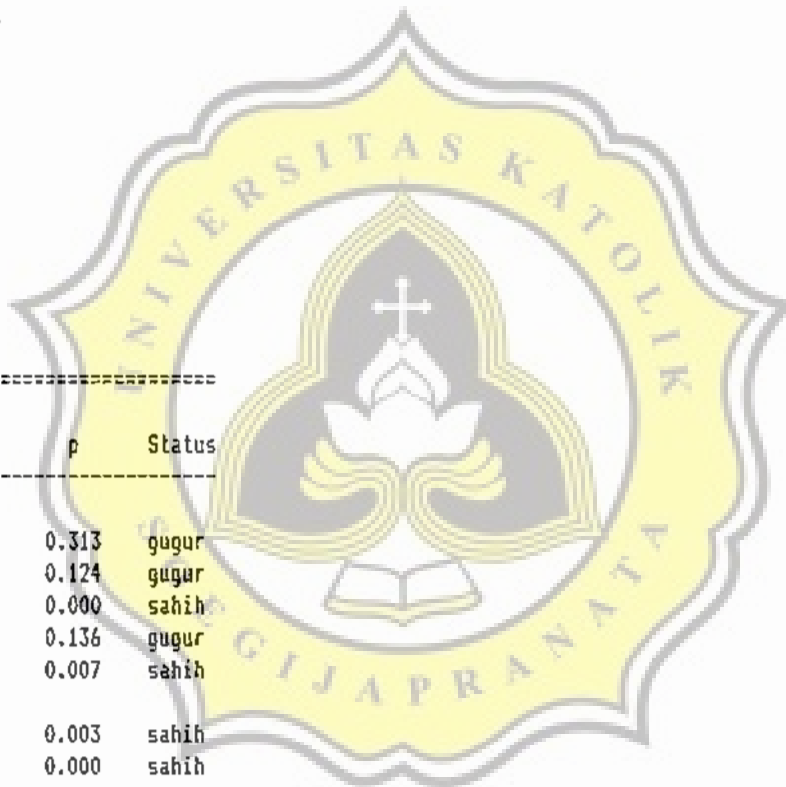 UNIVERSITAS KATOLIK
SOEGIJAPRANATA
p Status
0.313 gugur
0.124 gugur
0.000 sahih
0.136 gugur
0.007 sahih
0.003 sahih
0.000 sahih